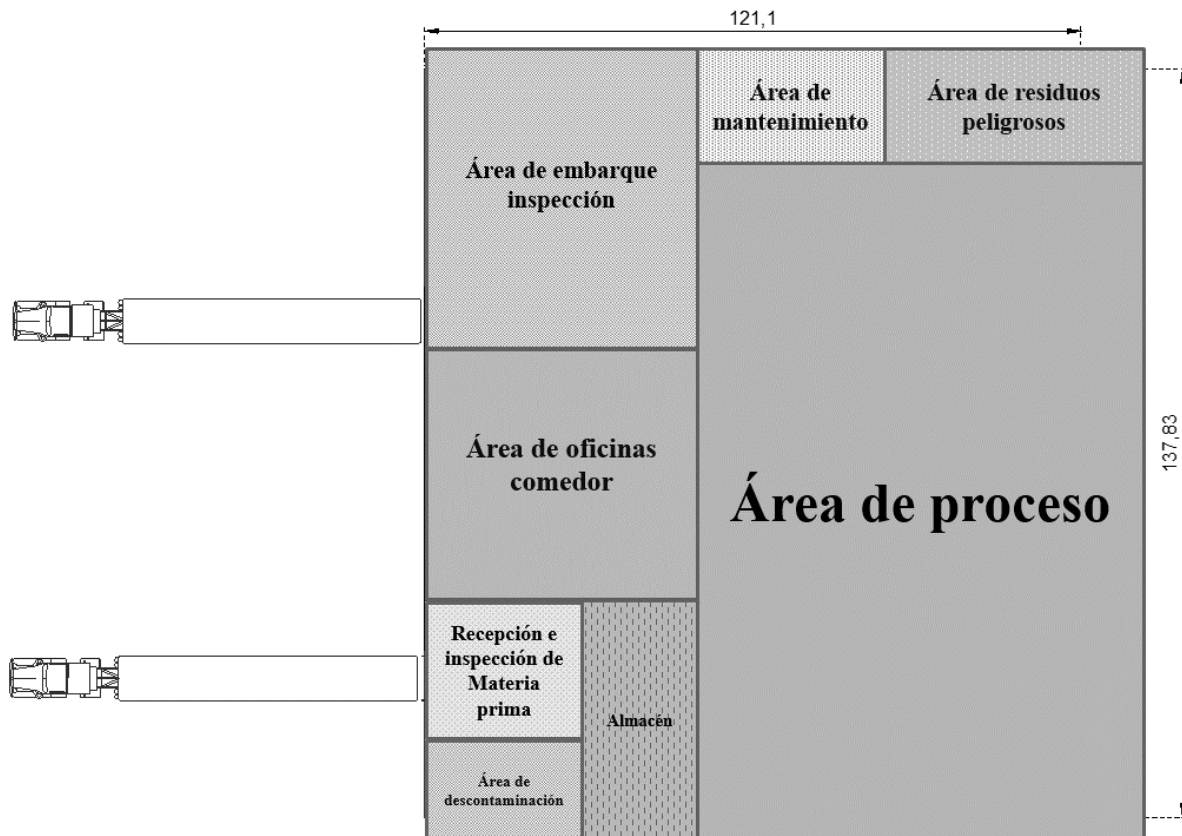 121,1
Área de
mantenimiento
Área de residuos
peligrosos
Área de embarque
inspección
137,83
Área de oficinas
comedor
Área de proceso
Recepción e
inspección de
Materia
prima
Almacén
Área de
descontaminación